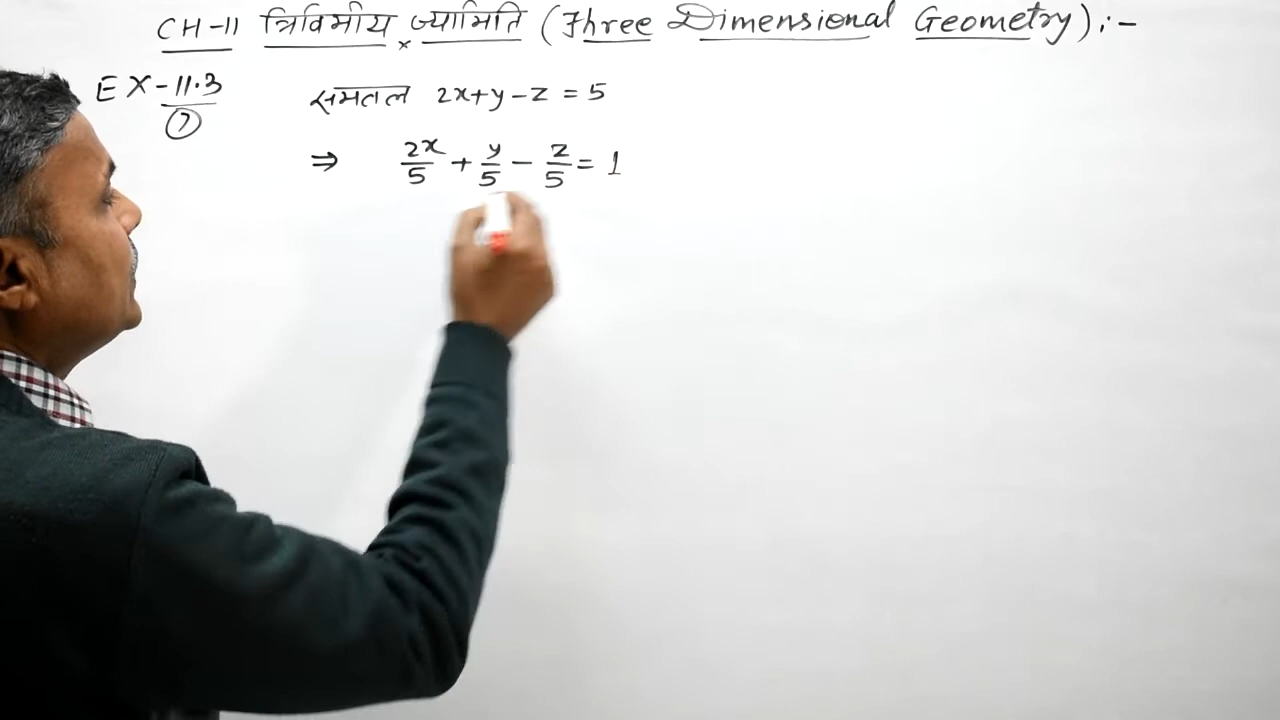 CH-11 त्रिविमीय ज्यामिति (Three Dimensional Geometry) :-
EX-11.3
7
समतल 2x+y-z = 5
⇒ 2x/5 + y/5 - z/5 = 1